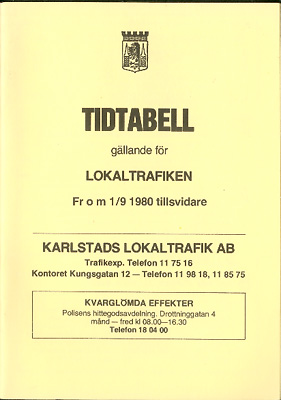 TIDTABELL
gällande för
LOKALTRAFIKEN
Fr o m 1/9 1980 tillsvidare
KARLSTADS LOKALTRAFIK AB
Trafikexp. Telefon 11 75 16
Kontoret Kungsgatan 12 — Telefon 11 98 18, 11 85 75
KVARGLÖMDA EFFEKTER
Polisens hittegodsavdelning. Drottninggatan 4
månd — fred kl 08.00—16.30
Telefon 18 04 00